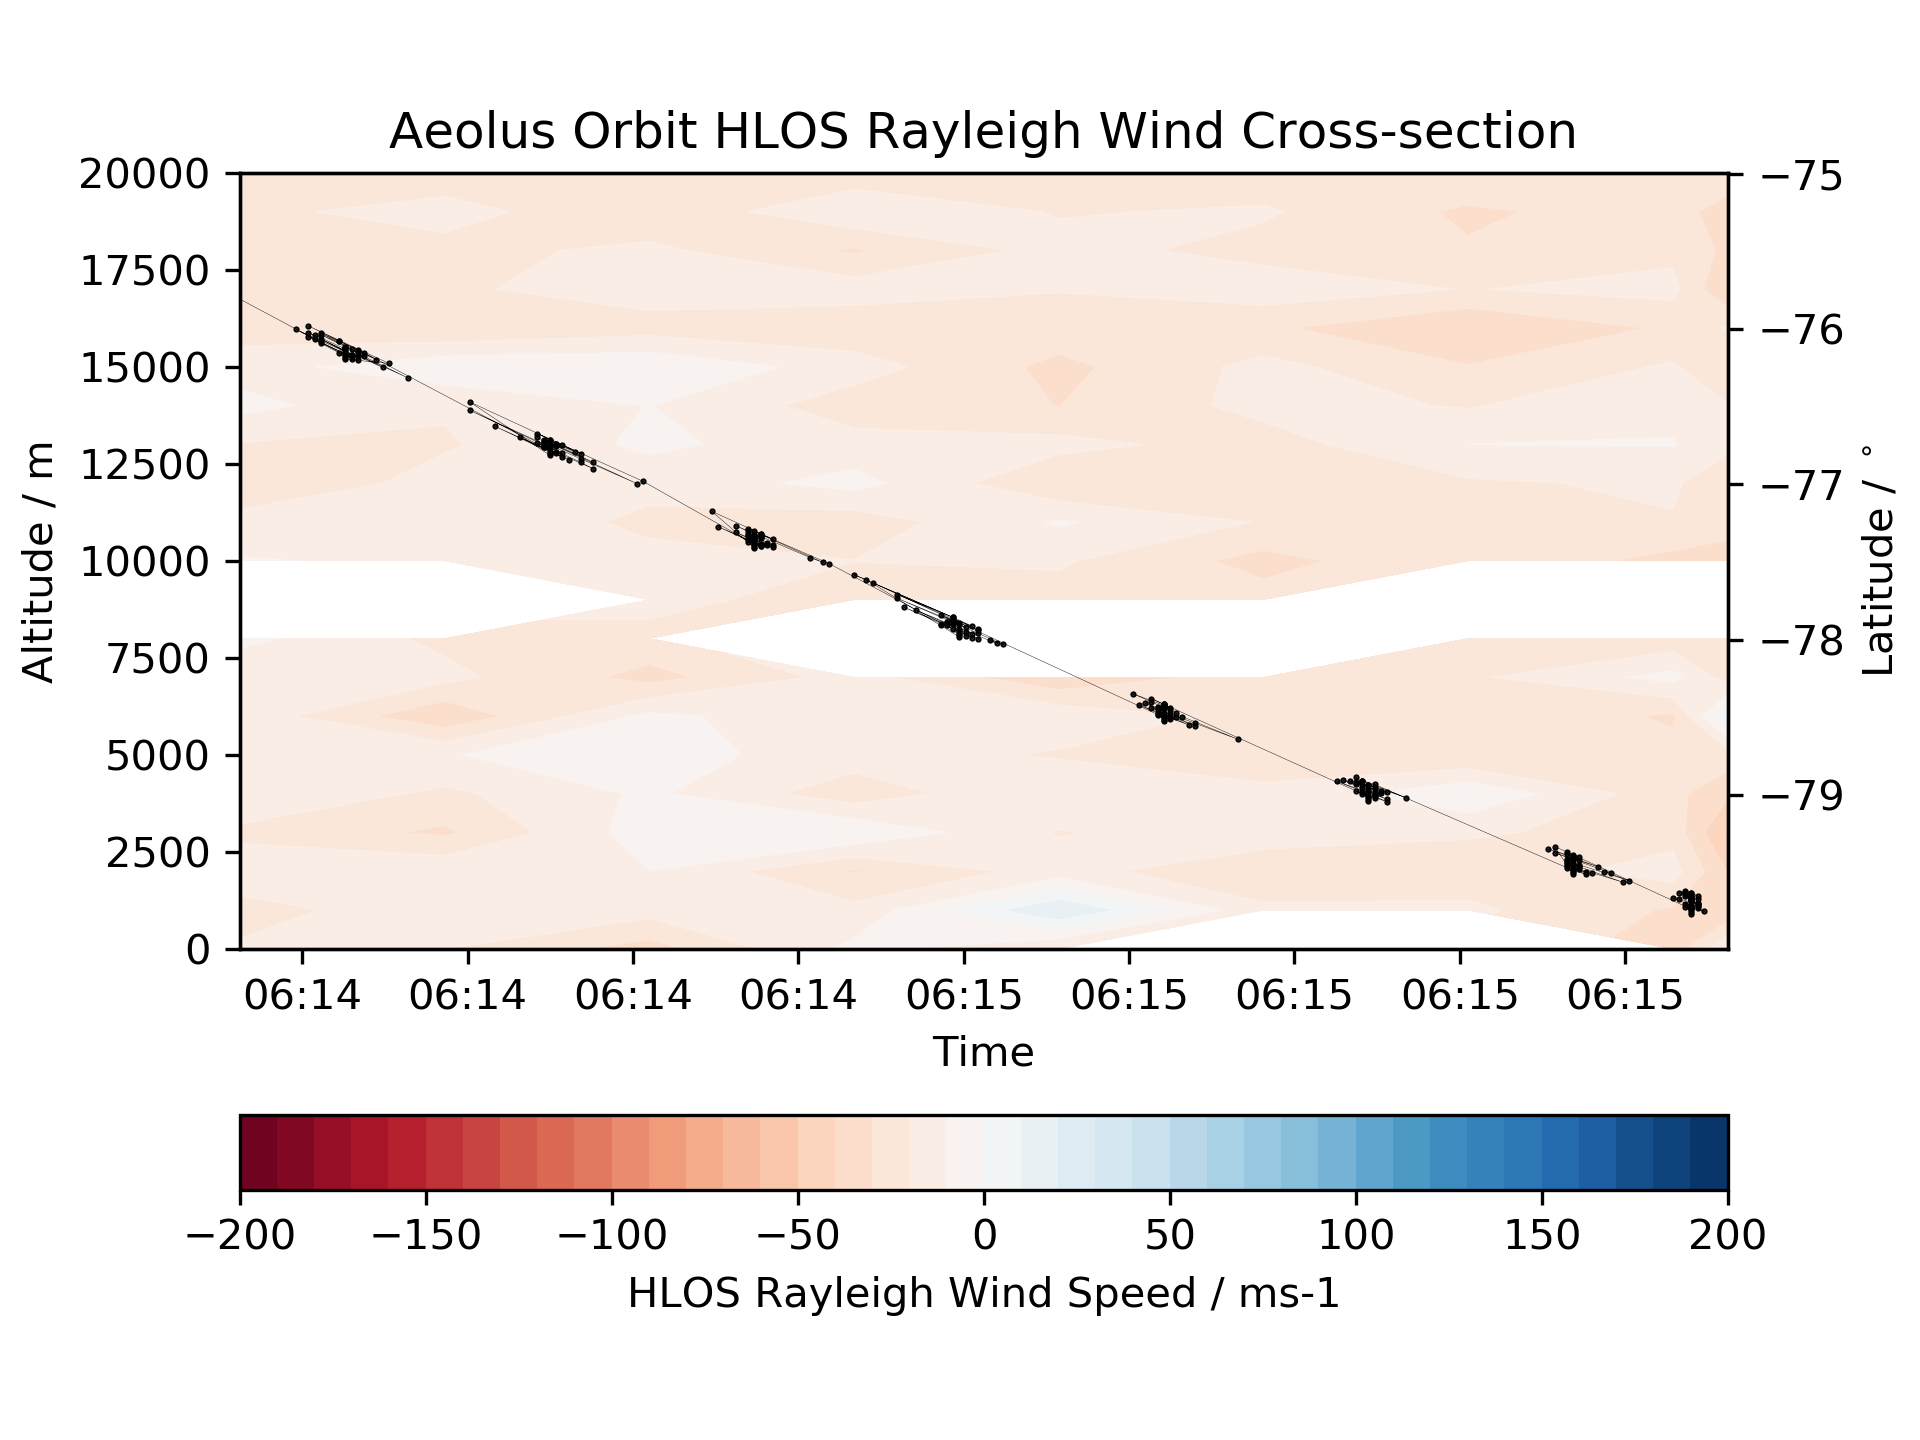 Aeolus Orbit HLOS Rayleigh Wind Cross-section
20000
17500
15000
12500
10000
7500
5000
2500
0
Altitude / m
−75
−76
−77
−78
−79
Latitude / °
06:14 06:14 06:14 06:14 06:15 06:15 06:15 06:15 06:15
Time
−200 −150 −100 −50 0 50 100 150 200
HLOS Rayleigh Wind Speed / ms-1